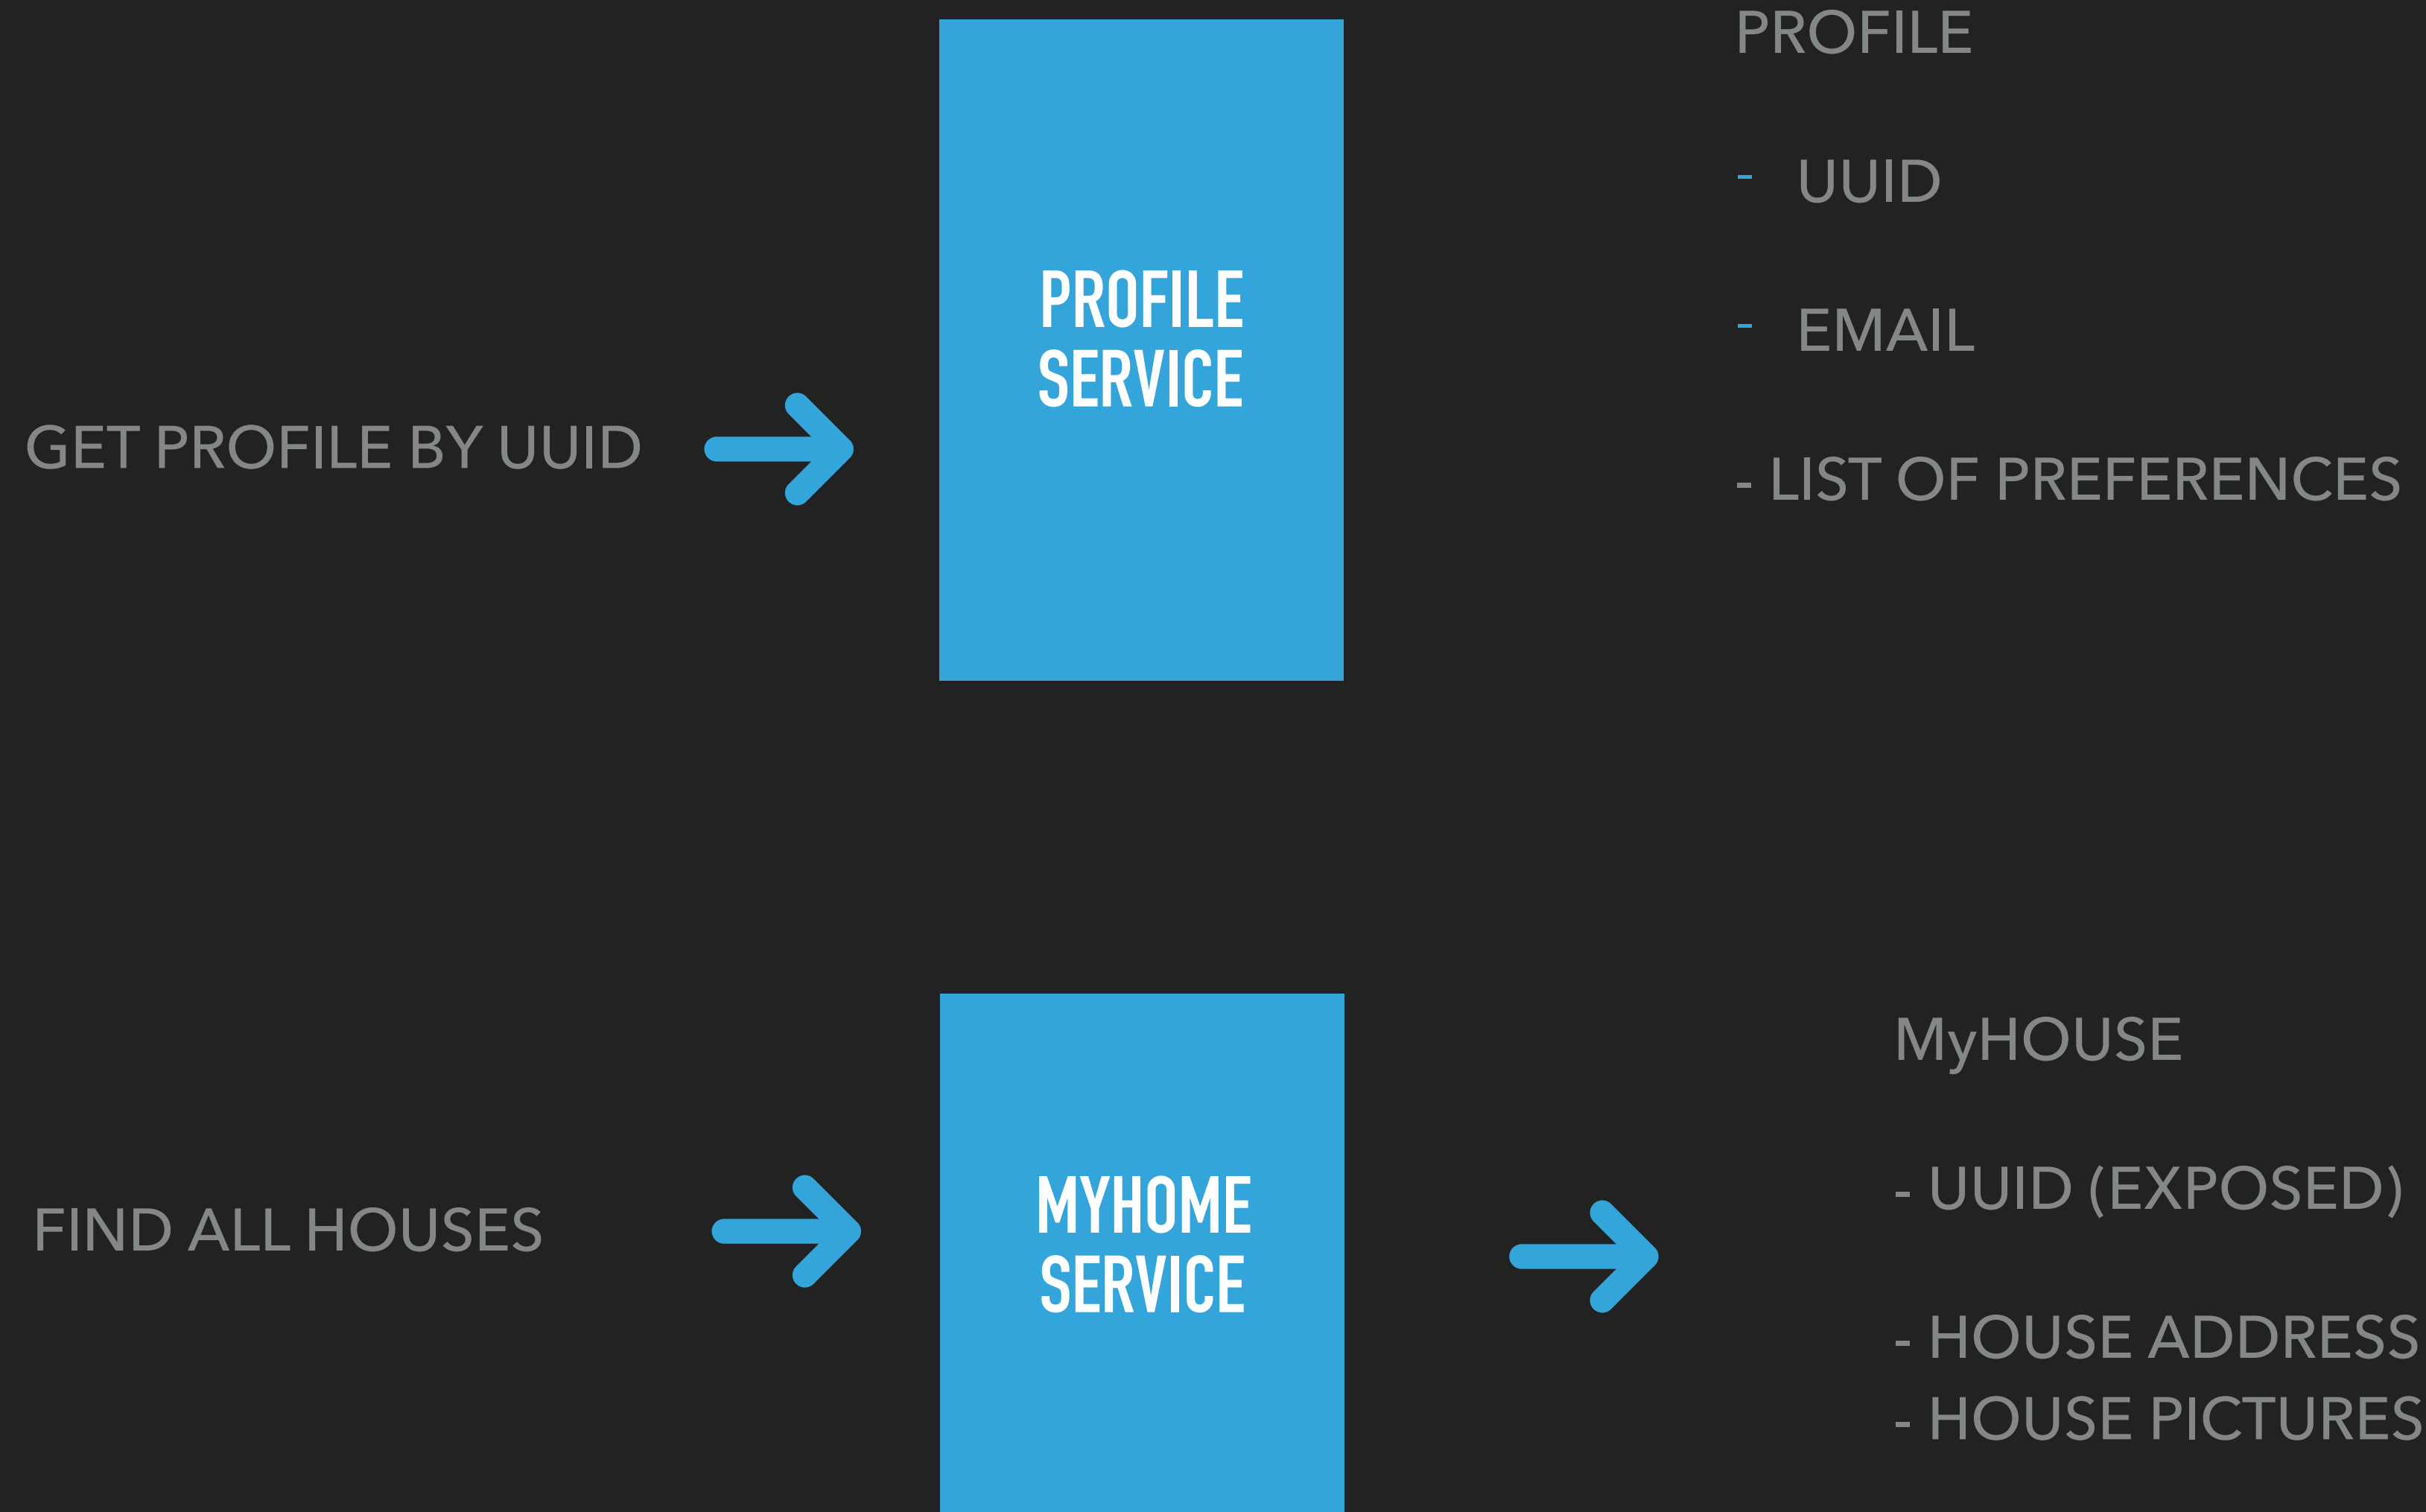 GET PROFILE BY UUID
PROFILE
SERVICE
PROFILE
- UUID
- EMAIL
- LIST OF PREFERENCES
FIND ALL HOUSES
MYHOME
SERVICE
MyHOUSE
- UUID (EXPOSED)
- HOUSE ADDRESS
- HOUSE PICTURES